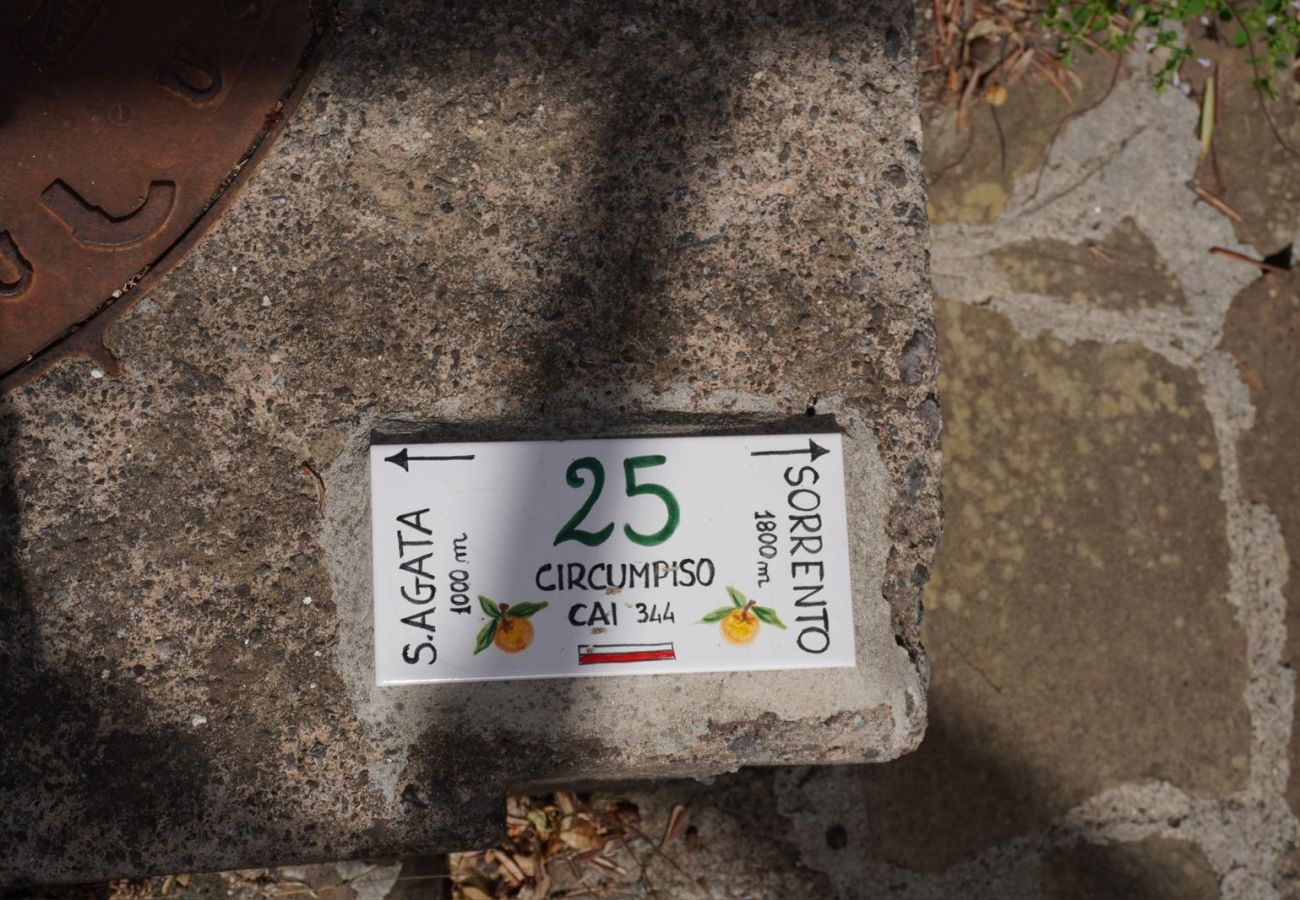 25
CIRCUMPISO
CAI 344
S.AGATA
1000 m
SORRENTO
1800 m